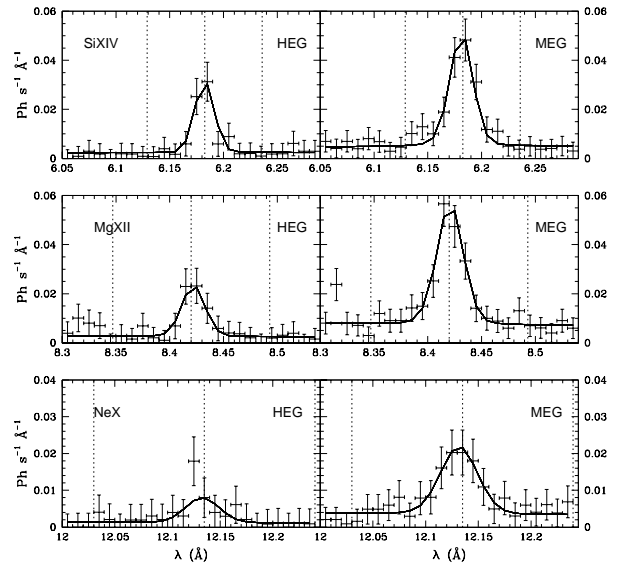 0.06 0.06
SiXIV HEG MEG
0.04 0.04
Ph s⁻¹ Å⁻¹
0.02 0.02
0 0
6.05 6.1 6.15 6.2 6.25 6.05 6.1 6.15 6.2 6.25
0.06 0.06
MgXII HEG MEG
0.04 0.04
Ph s⁻¹ Å⁻¹
0.02 0.02
0 0
8.3 8.35 8.4 8.45 8.5 8.3 8.35 8.4 8.45 8.5
0.04 0.04
NeX HEG MEG
0.03 0.03
Ph s⁻¹ Å⁻¹
0.02 0.02
0.01 0.01
0 0
12 12.05 12.1 12.15 12.2 12 12.05 12.1 12.15 12.2
λ (Å) λ (Å)